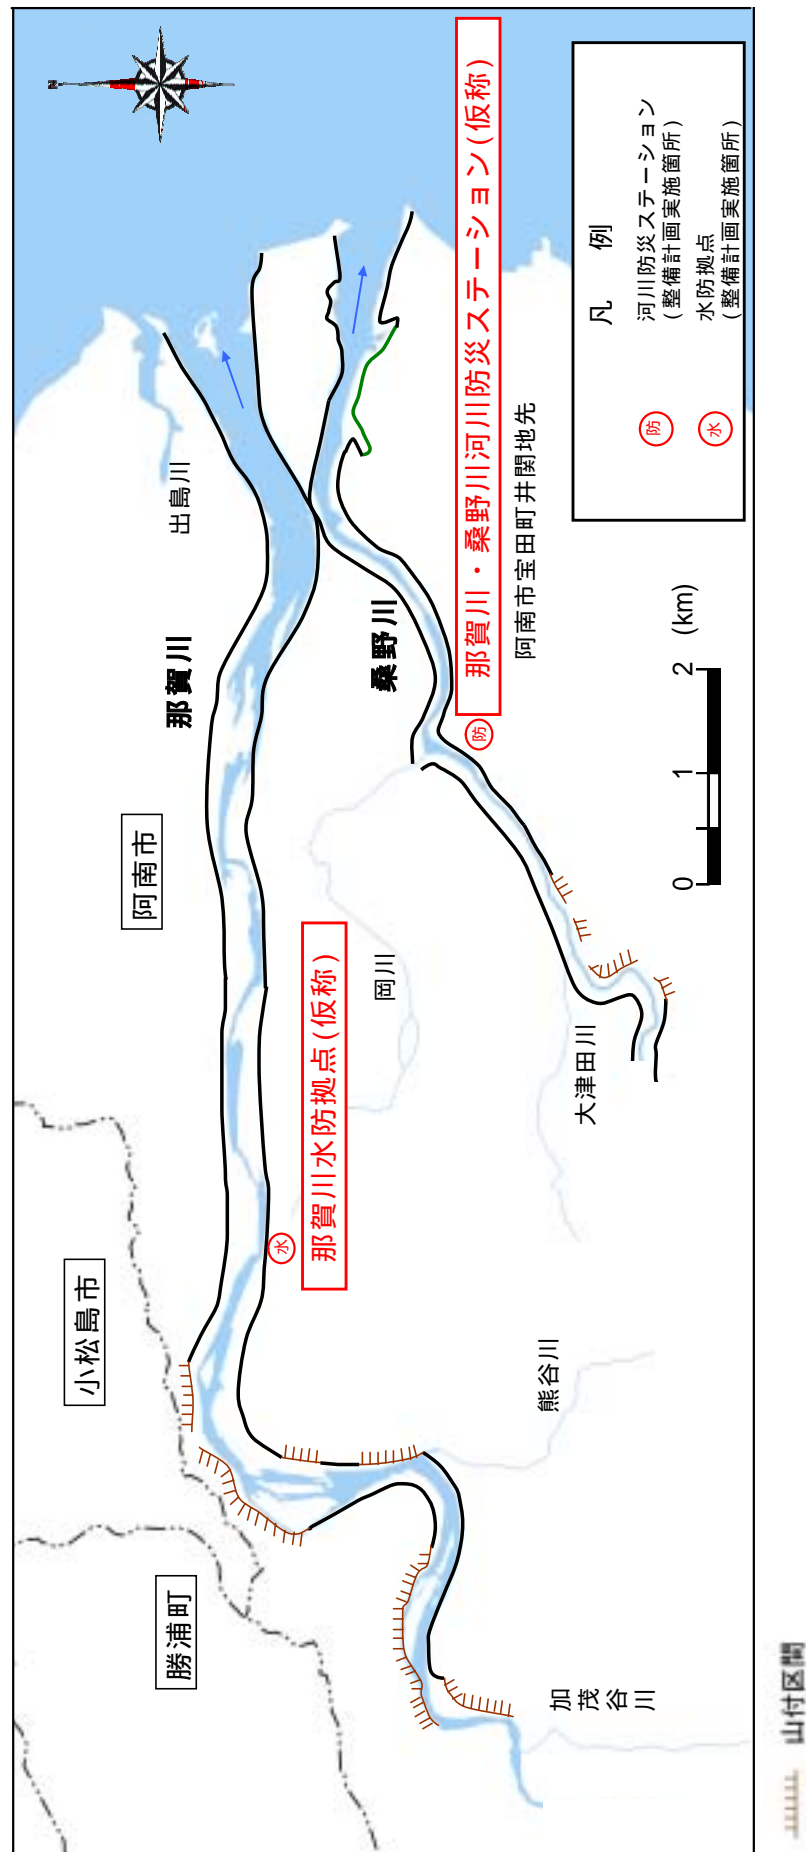 N
那賀川・桑野川河川防災ステーション(仮称)
阿南市宝田町井関地先
凡 例
防
河川防災ステーション
(整備計画実施箇所)
水
水防拠点
(整備計画実施箇所)
出島川
那賀川
桑野川
防
阿南市
岡川
那賀川水防拠点(仮称)
水
大津田川
小松島市
熊谷川
勝浦町
加茂谷川
0
1
2
(km)
山付区間